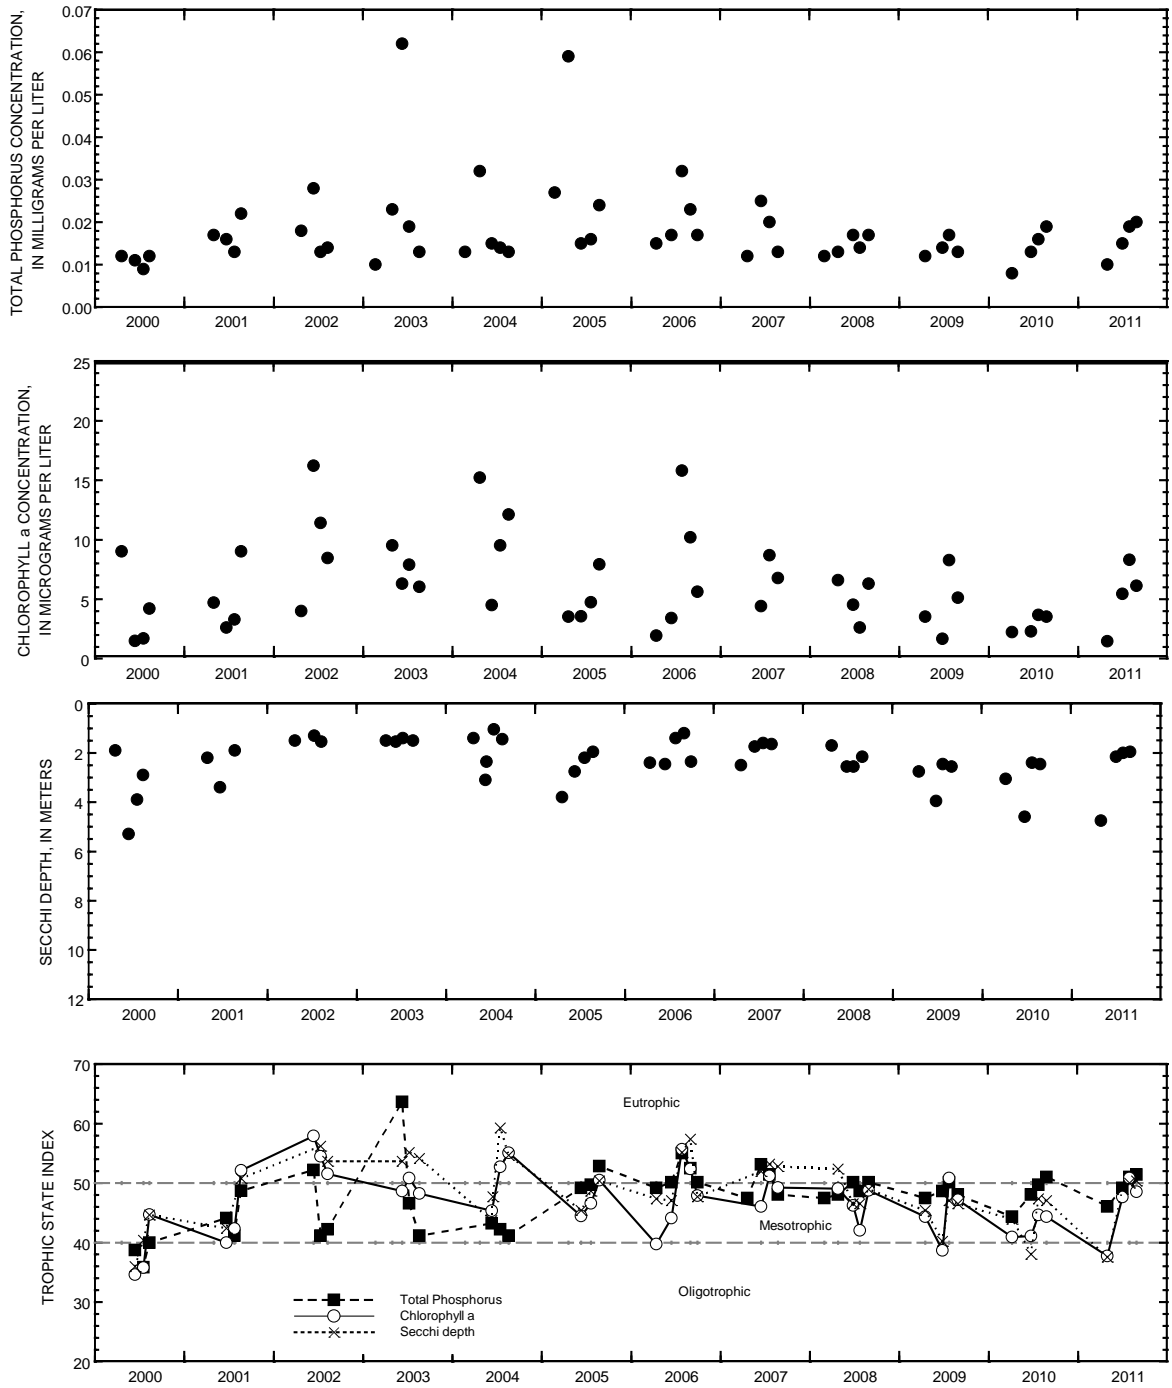 TOTAL PHOSPHORUS CONCENTRATION,
IN MILLIGRAMS PER LITER
0.07
0.06
0.05
0.04
0.03
0.02
0.01
0.00
2000 2001 2002 2003 2004 2005 2006 2007 2008 2009 2010 2011
CHLOROPHYLL a CONCENTRATION,
IN MICROGRAMS PER LITER
25
20
15
10
5
0
2000 2001 2002 2003 2004 2005 2006 2007 2008 2009 2010 2011
SECCHI DEPTH, IN METERS
0
2
4
6
8
10
12
2000 2001 2002 2003 2004 2005 2006 2007 2008 2009 2010 2011
TROPHIC STATE INDEX
70
60
50
40
30
20
Eutrophic
Mesotrophic
Oligotrophic
Total Phosphorus
Chlorophyll a
Secchi depth
2000 2001 2002 2003 2004 2005 2006 2007 2008 2009 2010 2011